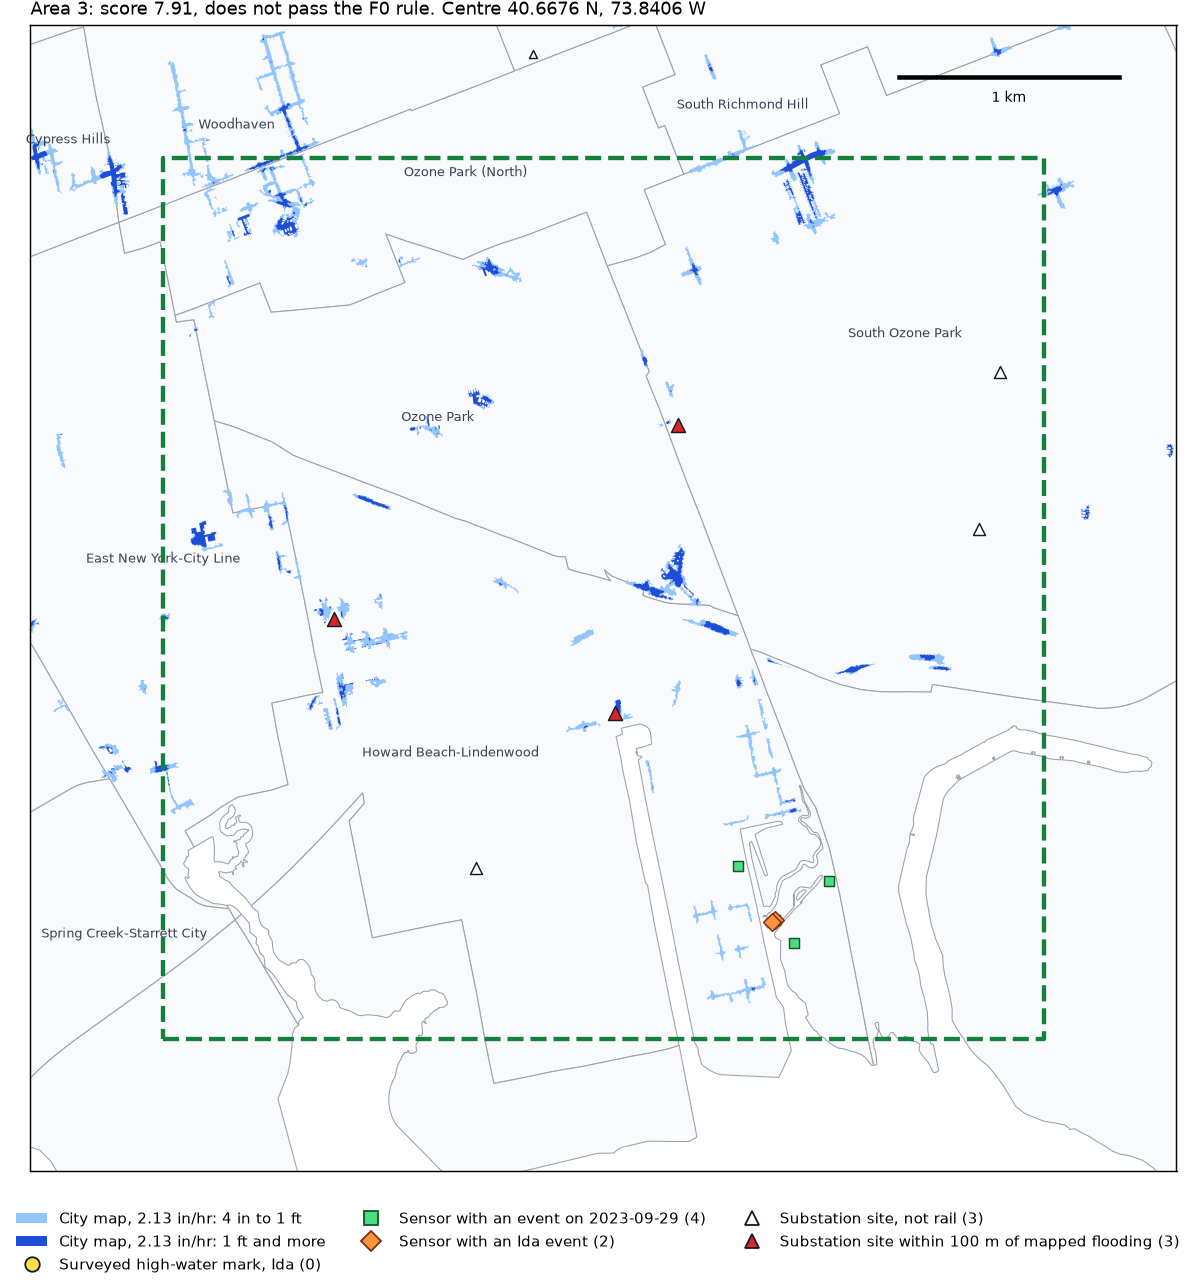 Area 3: score 7.91, does not pass the F0 rule. Centre 40.6676 N, 73.8406 W
1 km
South Richmond Hill
Woodhaven
Cypress Hills
Ozone Park (North)
South Ozone Park
Ozone Park
East New York-City Line
Howard Beach-Lindenwood
Spring Creek-Starrett City
City map, 2.13 in/hr: 4 in to 1 ft
City map, 2.13 in/hr: 1 ft and more
Surveyed high-water mark, Ida (0)
Sensor with an event on 2023-09-29 (4)
Sensor with an Ida event (2)
Substation site, not rail (3)
Substation site within 100 m of mapped flooding (3)